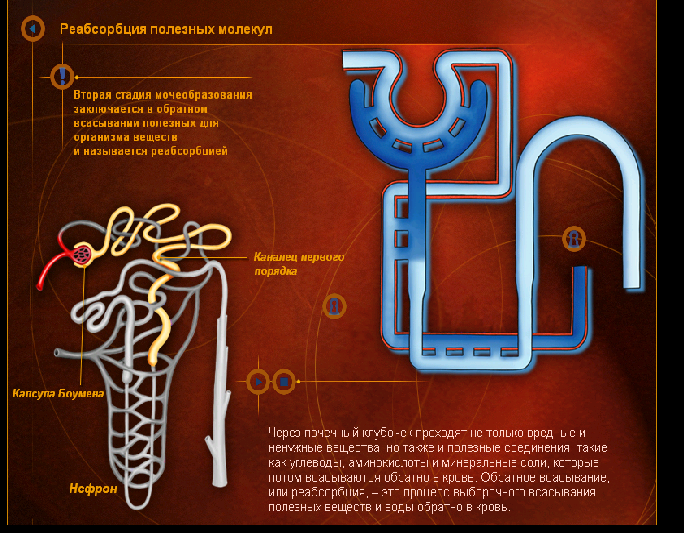 Реабсорбция полезных молекул
Вторая стадия мочеобразования
заключается в обратном
всасывании полезных для
организма веществ
и называется реабсорбцией
Каналец первого
порядка
Капсула Боумена
Нефрон
Через почечный клубочек проходят не только вредные и
ненужные вещества, но также и полезные соединения, такие
как углеводы, аминокислоты и минеральные соли, которые
потом всасываются обратно в кровь. Обратное всасывание,
или реабсорбция, – это процесс выборочного всасывания
полезных веществ и воды обратно в кровь.